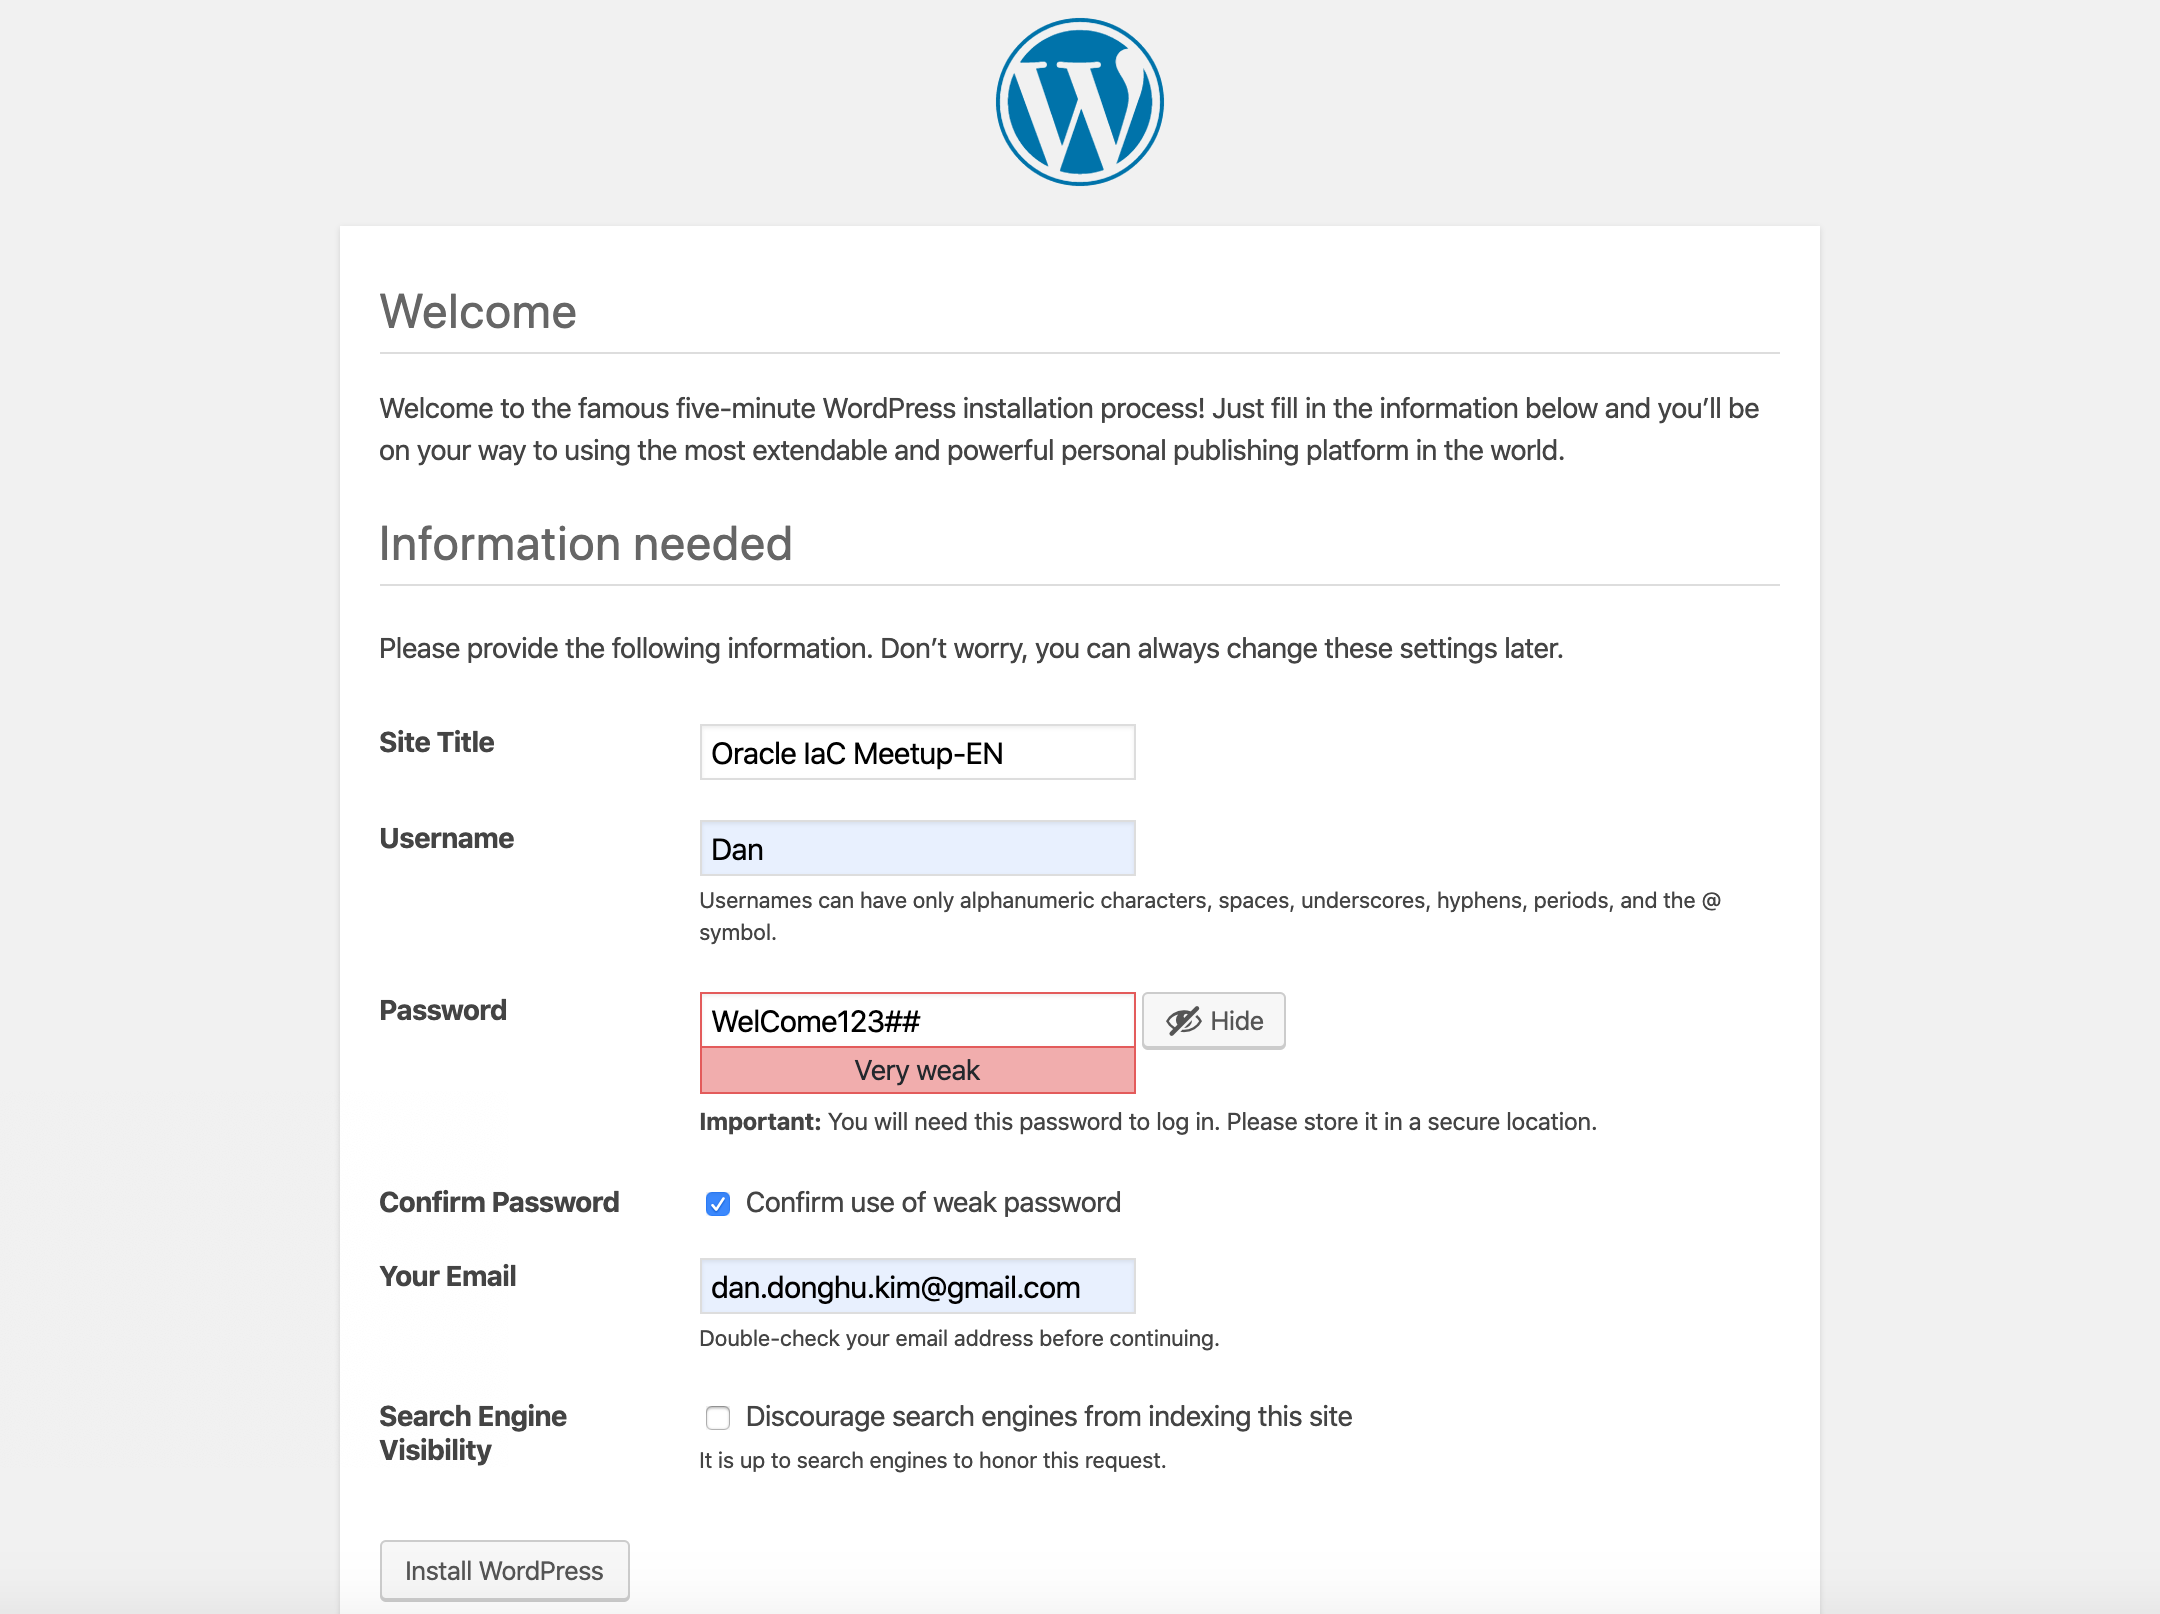 Welcome
Welcome to the famous five-minute WordPress installation process! Just fill in the information below and you’ll be
on your way to using the most extendable and powerful personal publishing platform in the world.
Information needed
Please provide the following information. Don’t worry, you can always change these settings later.
Site Title
Oracle IaC Meetup-EN
Username
Dan
Usernames can have only alphanumeric characters, spaces, underscores, hyphens, periods, and the @
symbol.
Password
WelCome123##
Hide
Very weak
Important: You will need this password to log in. Please store it in a secure location.
Confirm Password
Confirm use of weak password
Your Email
dan.donghu.kim@gmail.com
Double-check your email address before continuing.
Search Engine
Visibility
Discourage search engines from indexing this site
It is up to search engines to honor this request.
Install WordPress